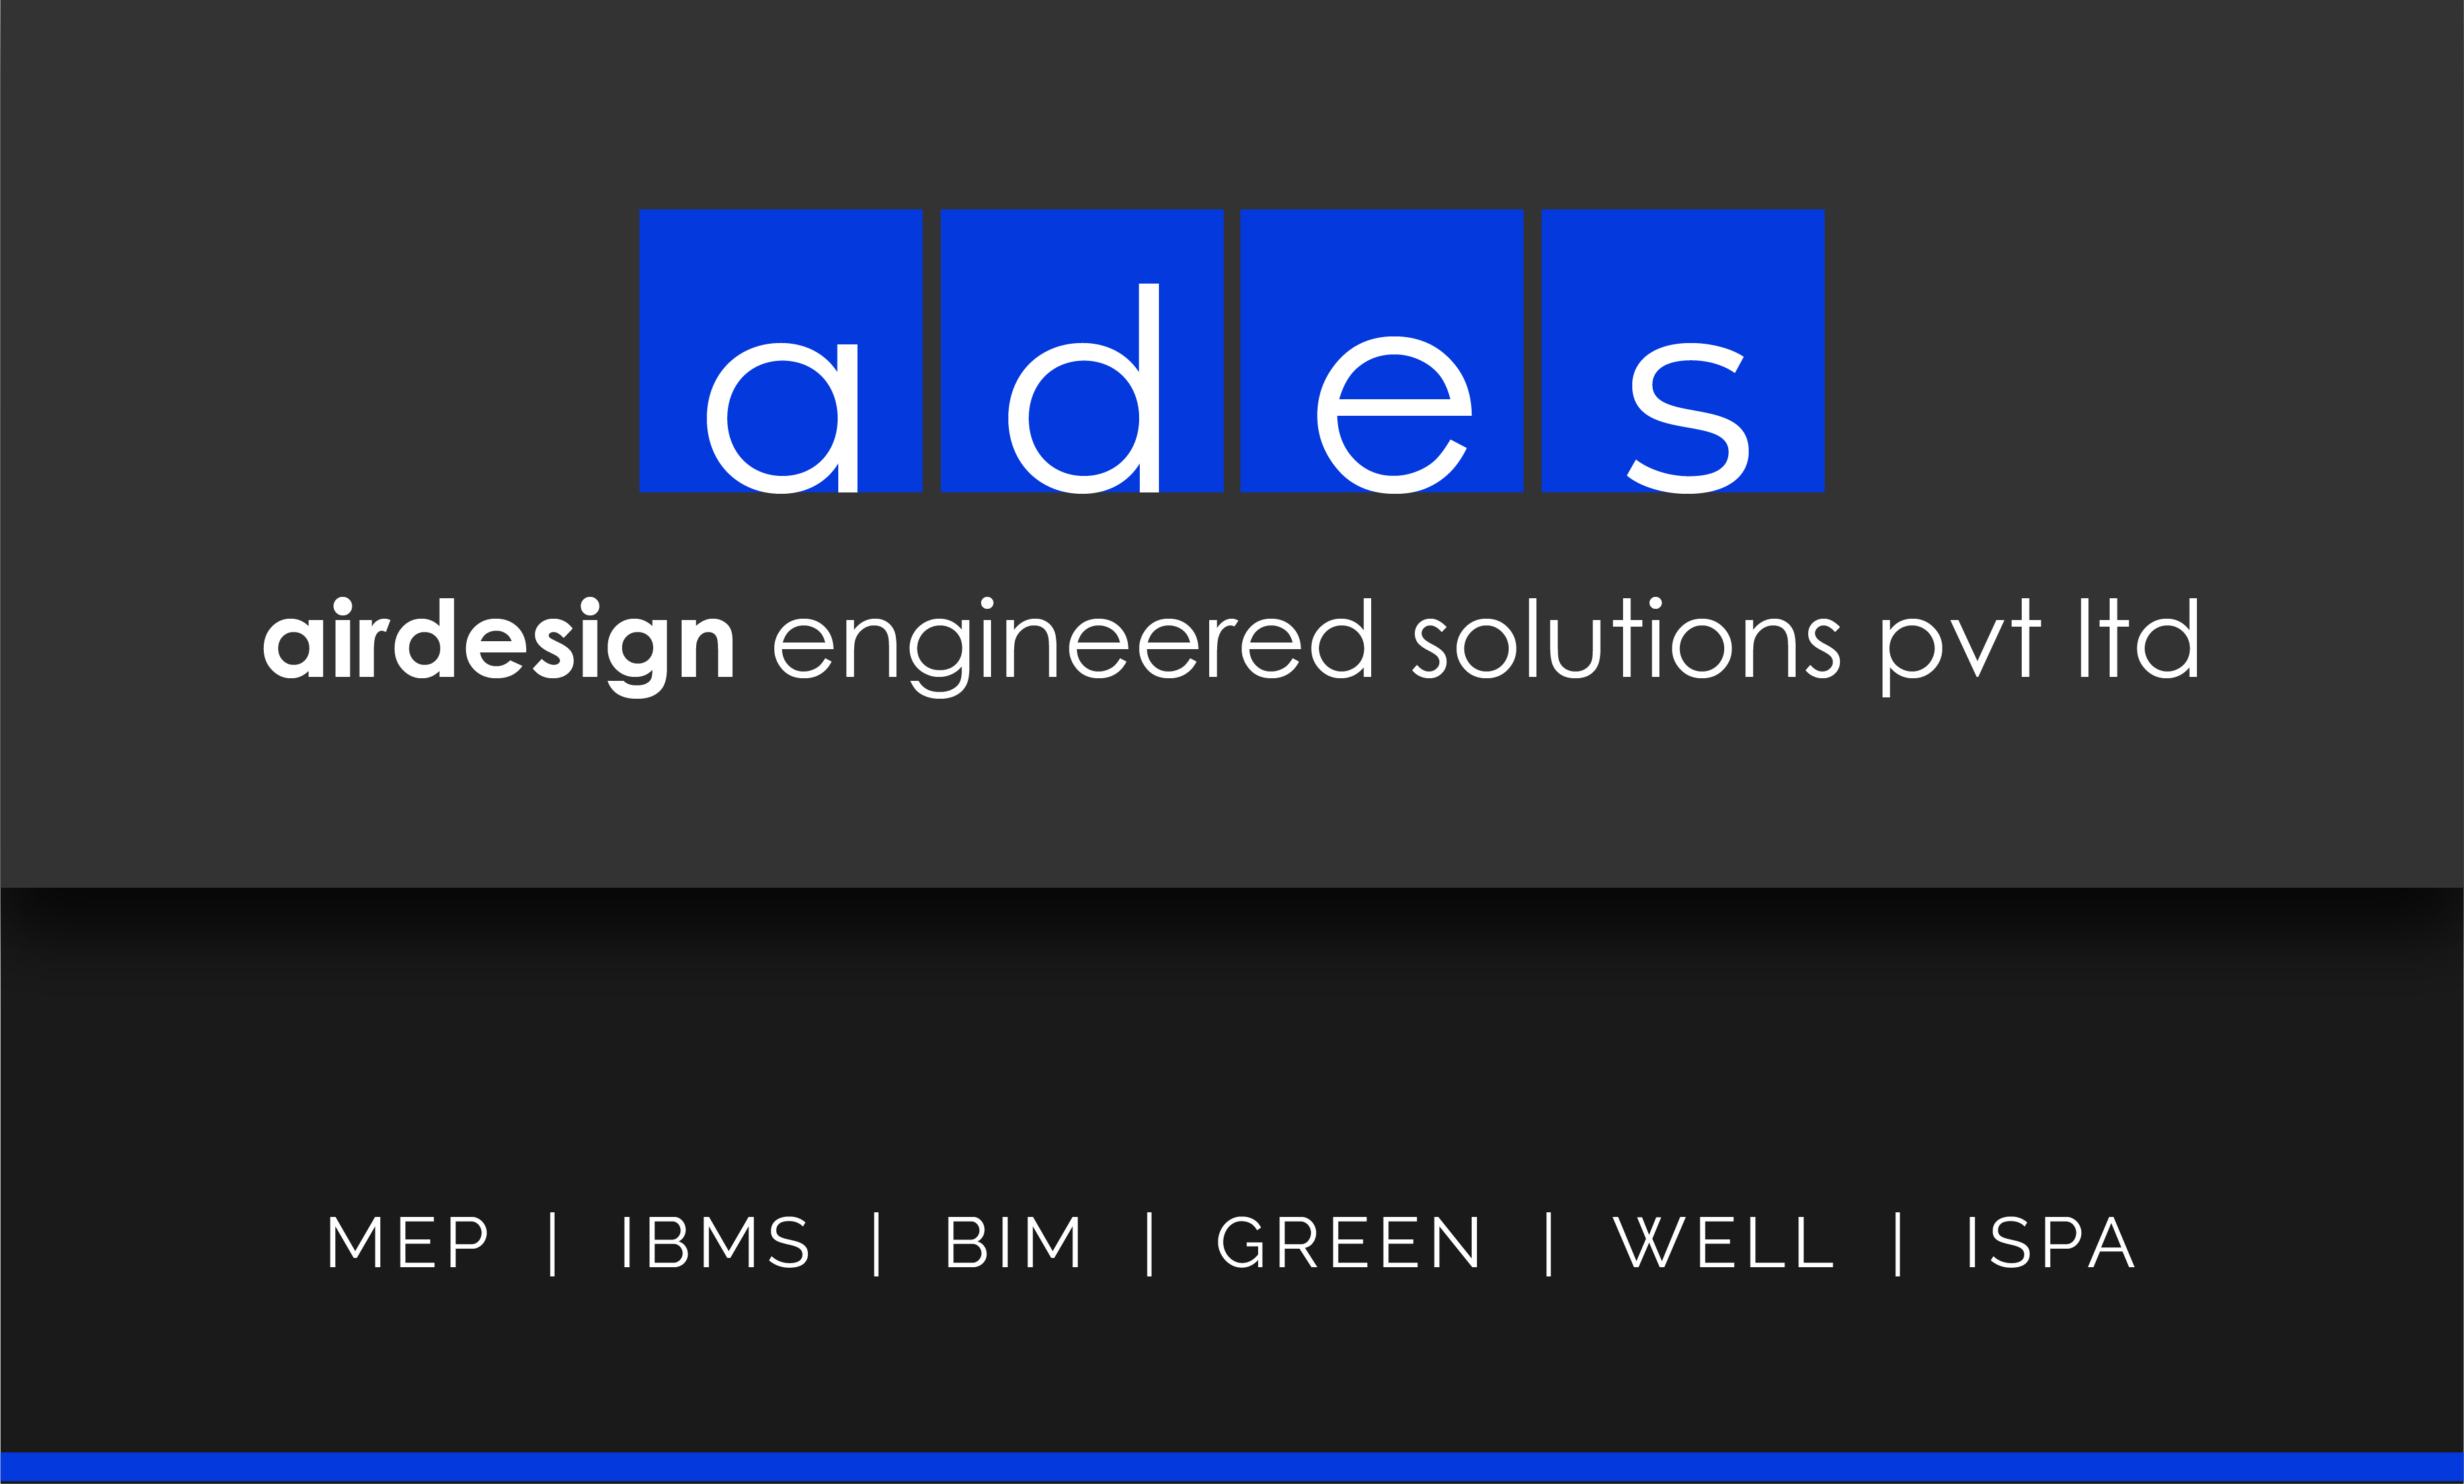 ades
airdesign engineered solutions pvt ltd
MEP | IBMS | BIM | GREEN | WELL | ISPA